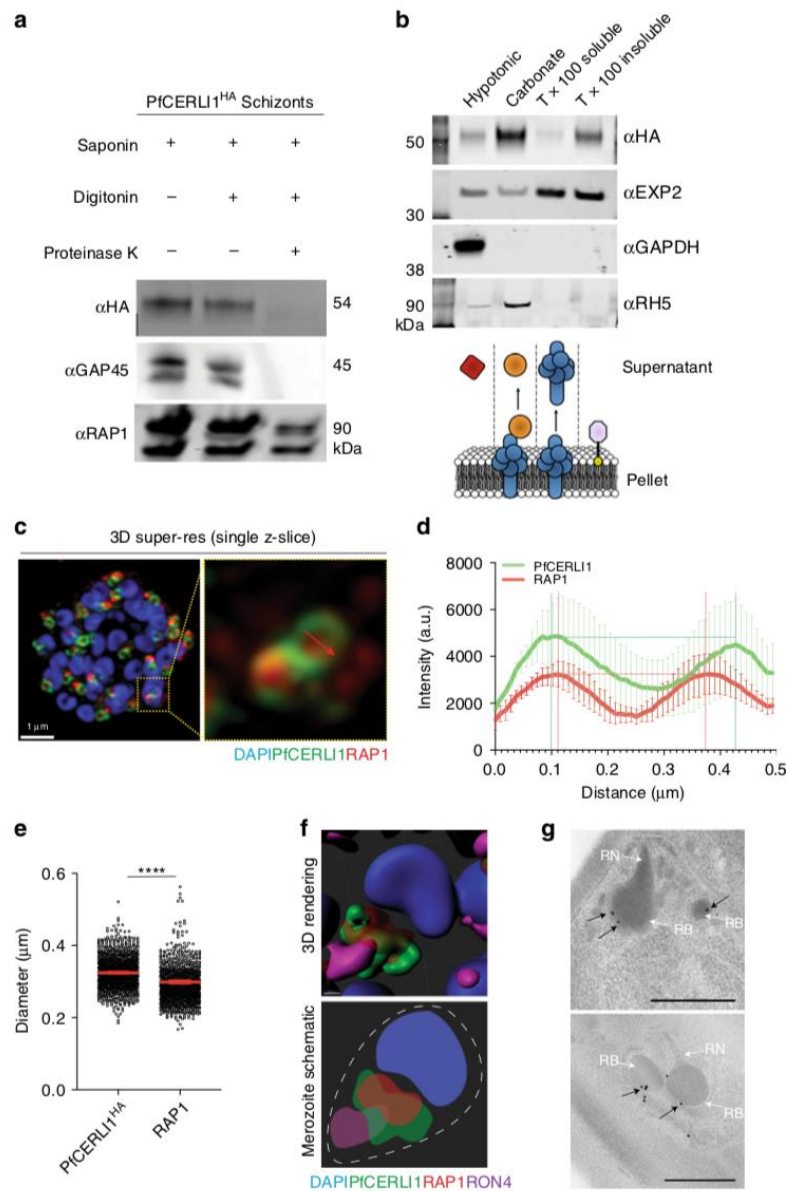 a
PfCERLI1HA Schizonts
Saponin + + +
Digitonin – + +
Proteinase K – – +
αHA 54
αGAP45 45
αRAP1 90
kDa
b
Hypotonic
Carbonate
T × 100 soluble
T × 100 insoluble
50 αHA
30 αEXP2
38 αGAPDH
90 αRH5
kDa
Supernatant
Pellet
c
3D super-res (single z-slice)
1 μm
DAPIPfCERLI1RAP1
d
PfCERLI1
RAP1
8000
6000
4000
2000
0
Intensity (a.u.)
0.0 0.1 0.2 0.3 0.4 0.5
Distance (μm)
e
****
0.6
0.4
0.2
0.0
Diameter (μm)
PfCERLI1HA
RAP1
f
3D rendering
Merozoite schematic
DAPIPfCERLI1RAP1RON4
g
RN
RB
RB
RN
RB
RB